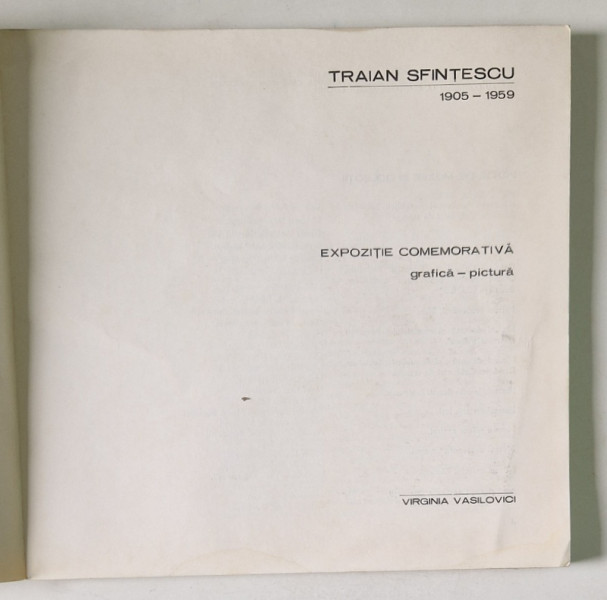 TRAIAN SFINȚESCU
1905 – 1959
EXPOZIȚIE COMEMORATIVĂ
grafică – pictură
VIRGINIA VASILOVICI